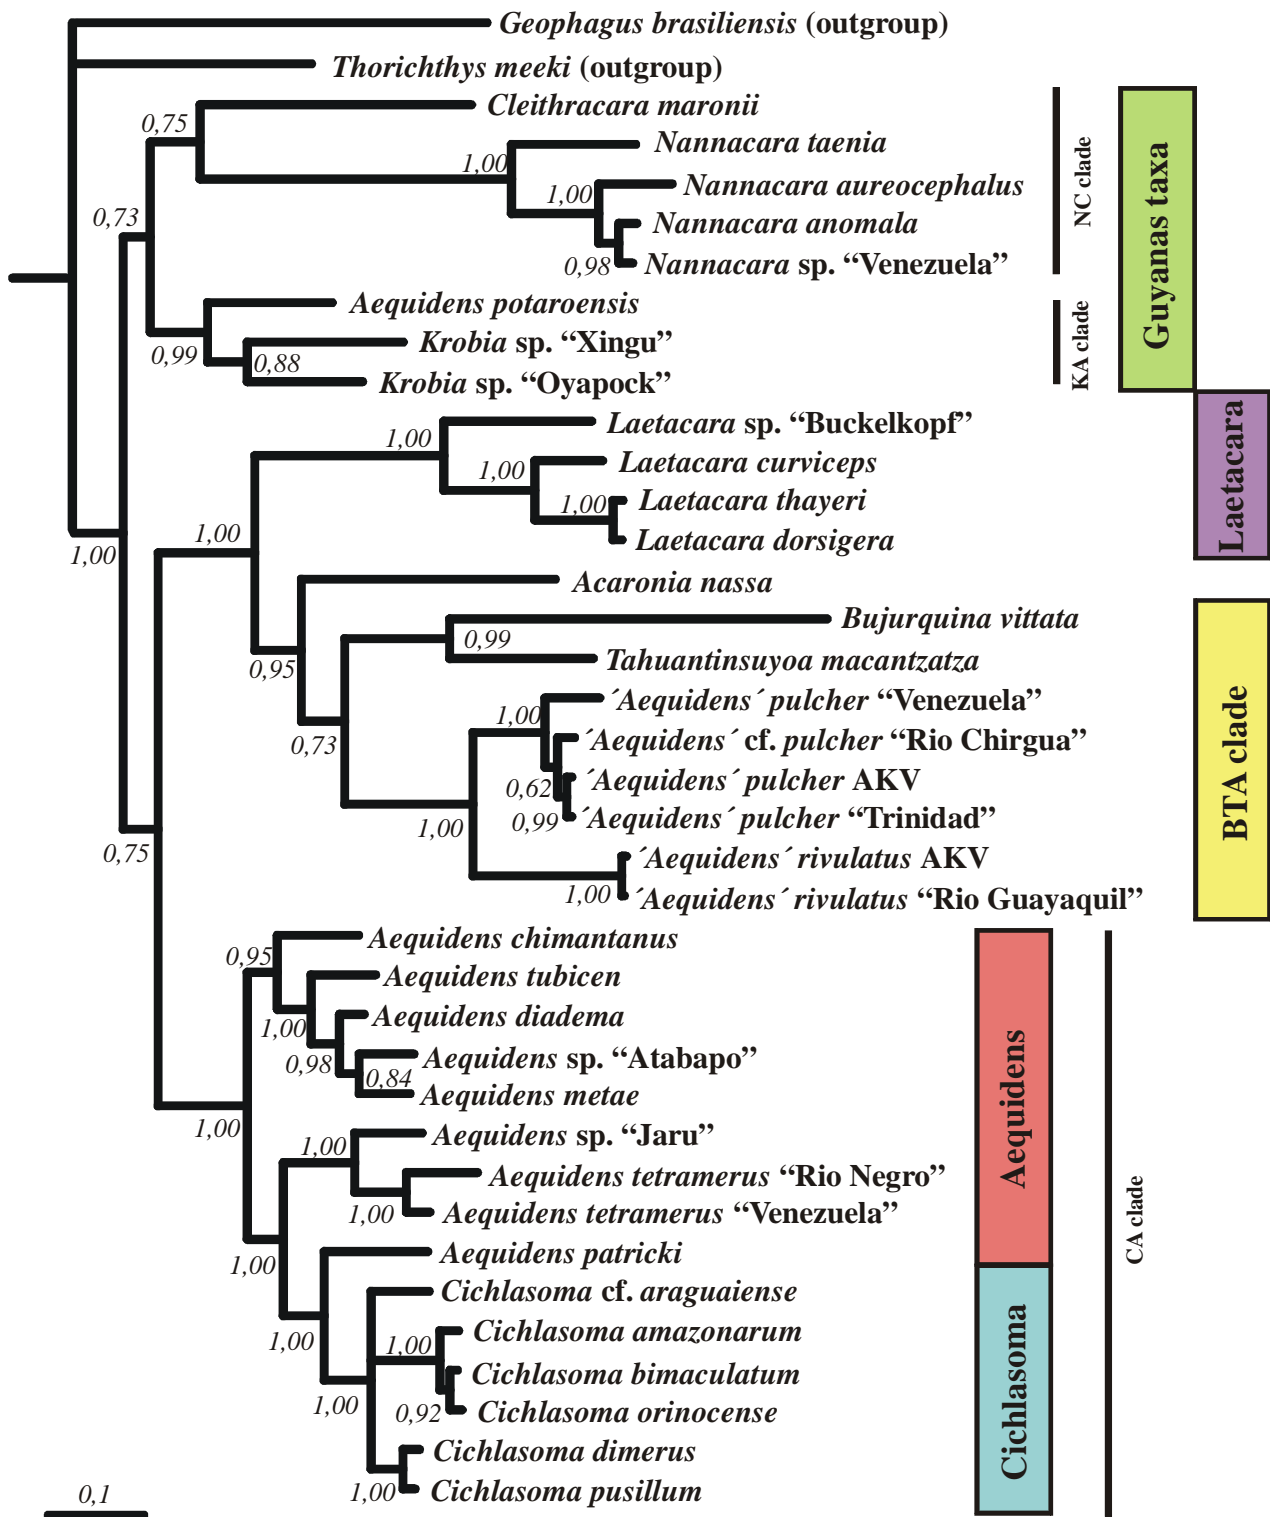 Geophagus brasiliensis (outgroup)
Thorichthys meeki (outgroup)
Cleithracara maronii
0,75
Nannacara taenia
1,00
Nannacara aureocephalus
1,00
Nannacara anomala
0,73
Nannacara sp. “Venezuela”
0,98
NC clade
Guyanas taxa
Aequidens potaroensis
Krobia sp. “Xingu”
0,99
0,88
Krobia sp. “Oyapock”
KA clade
Laetacara sp. “Buckelkopf”
1,00
Laetacara curviceps
1,00
Laetacara thayeri
1,00
Laetacara dorsigera
Laetacara
1,00
1,00
Acaronia nassa
Bujurquina vittata
0,99
Tahuantinsuyoa macantzatza
0,95
´Aequidens´ pulcher “Venezuela”
1,00
0,73
´Aequidens´ cf. pulcher “Rio Chirgua”
´Aequidens´ pulcher AKV
0,62
´Aequidens´ pulcher “Trinidad”
0,99
1,00
0,75
´Aequidens´ rivulatus AKV
1,00
´Aequidens´ rivulatus “Rio Guayaquil”
BTA clade
Aequidens chimantanus
0,95
Aequidens tubicen
Aequidens diadema
1,00
Aequidens sp. “Atabapo”
0,98
0,84
Aequidens metae
1,00
Aequidens sp. “Jaru”
1,00
Aequidens tetramerus “Rio Negro”
Aequidens tetramerus “Venezuela”
1,00
Aequidens patricki
1,00
Aequidens
Cichlasoma cf. araguaiense
Cichlasoma amazonarum
1,00
1,00
Cichlasoma bimaculatum
1,00
Cichlasoma orinocense
0,92
Cichlasoma dimerus
Cichlasoma pusillum
1,00
Cichlasoma
CA clade
0,1